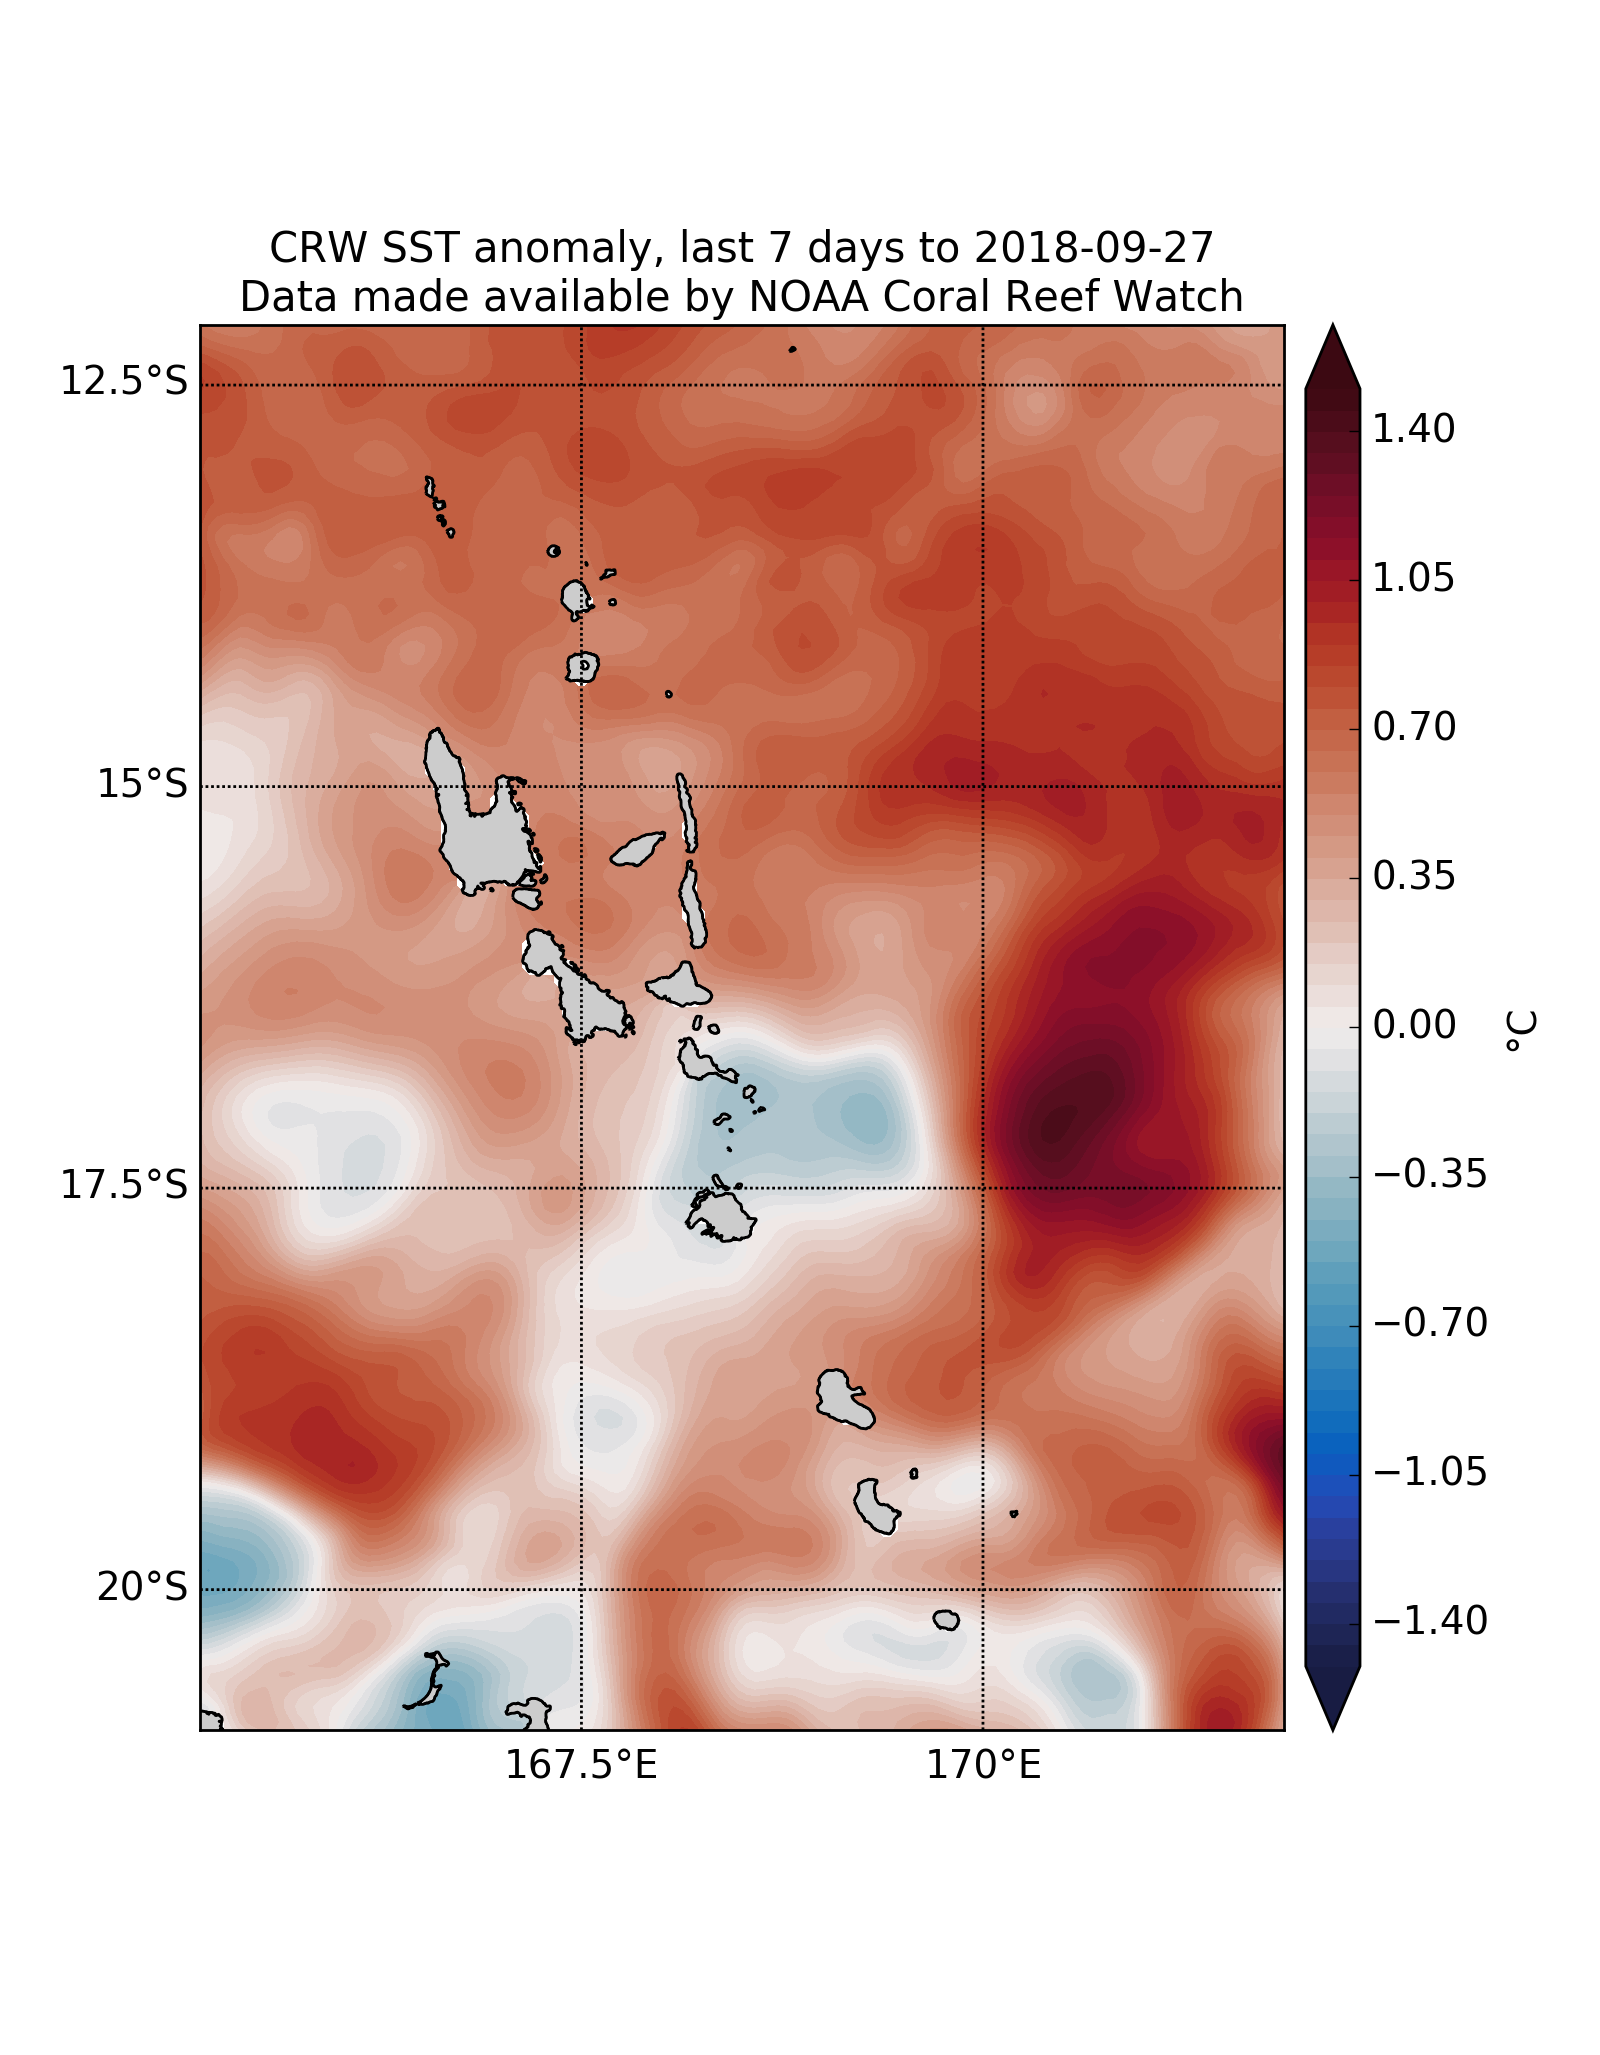 CRW SST anomaly, last 7 days to 2018-09-27
Data made available by NOAA Coral Reef Watch
12.5°S
15°S
17.5°S
20°S
167.5°E
170°E
1.40
1.05
0.70
0.35
0.00
−0.35
−0.70
−1.05
−1.40
°C